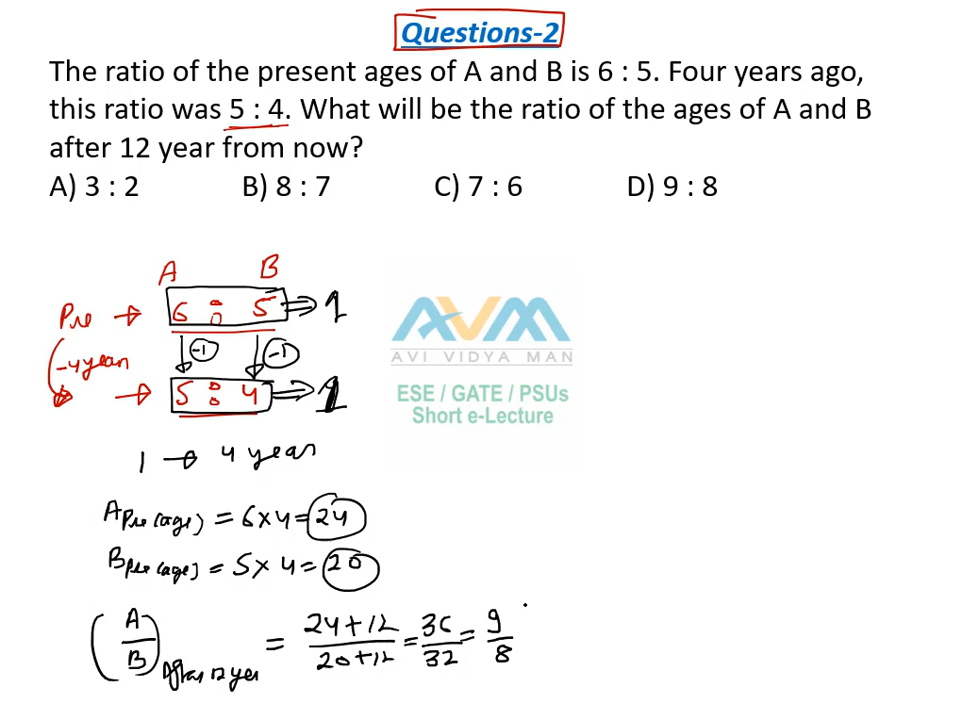 Questions-2
The ratio of the present ages of A and B is 6 : 5. Four years ago,
this ratio was 5 : 4. What will be the ratio of the ages of A and B
after 12 year from now?
A) 3 : 2 B) 8 : 7 C) 7 : 6 D) 9 : 8
A B
Pre → 6 : 5 ⇒ 1
-1 -1
-4 year
→ 5 : 4 ⇒ 1
AVM
AVI VIDYA MAN
ESE / GATE / PSUs
Short e-Lecture
1 → 4 year
A Pre (age) = 6 × 4 = 24
B pre (age) = 5 × 4 = 20
(A/B) After 12 year = 24+12/20+12 = 36/32 = 9/8